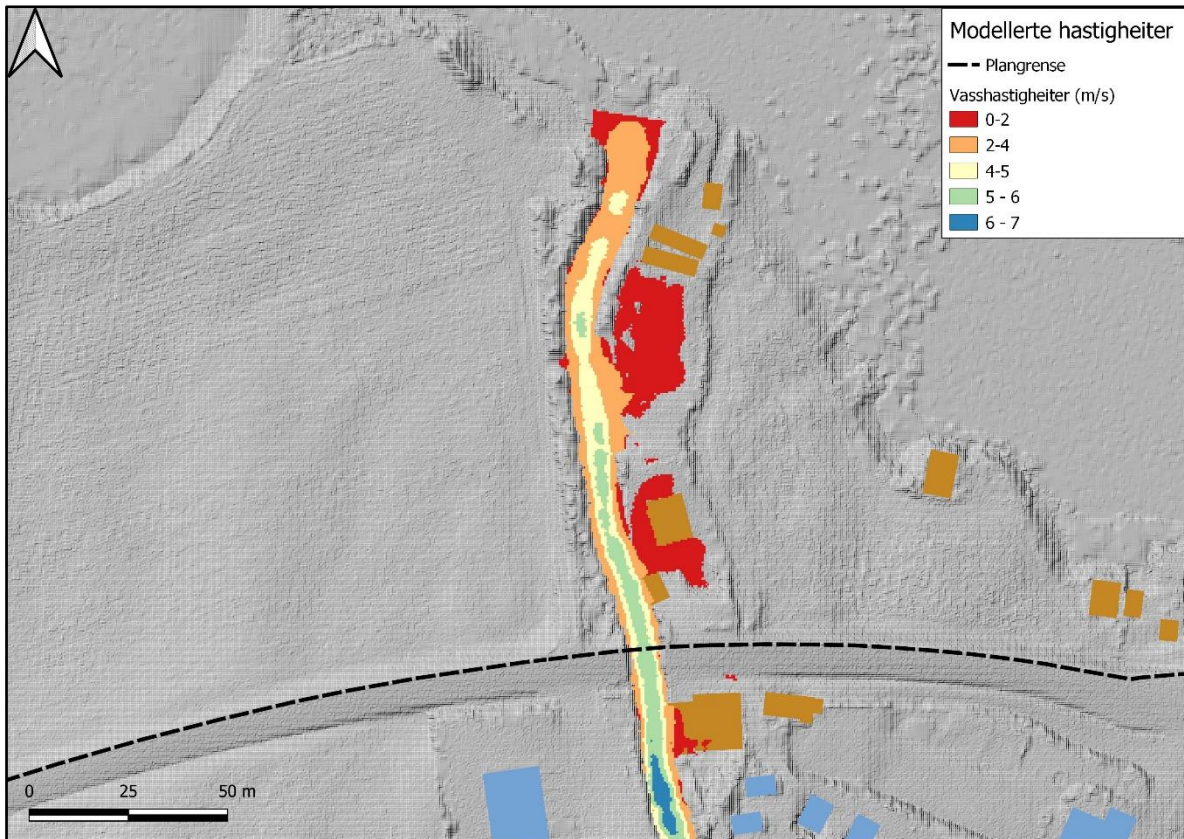 Modellerte hastigheiter
Plangrense
Vasshastigheiter (m/s)
0-2
2-4
4-5
5 - 6
6 - 7
0 25 50 m